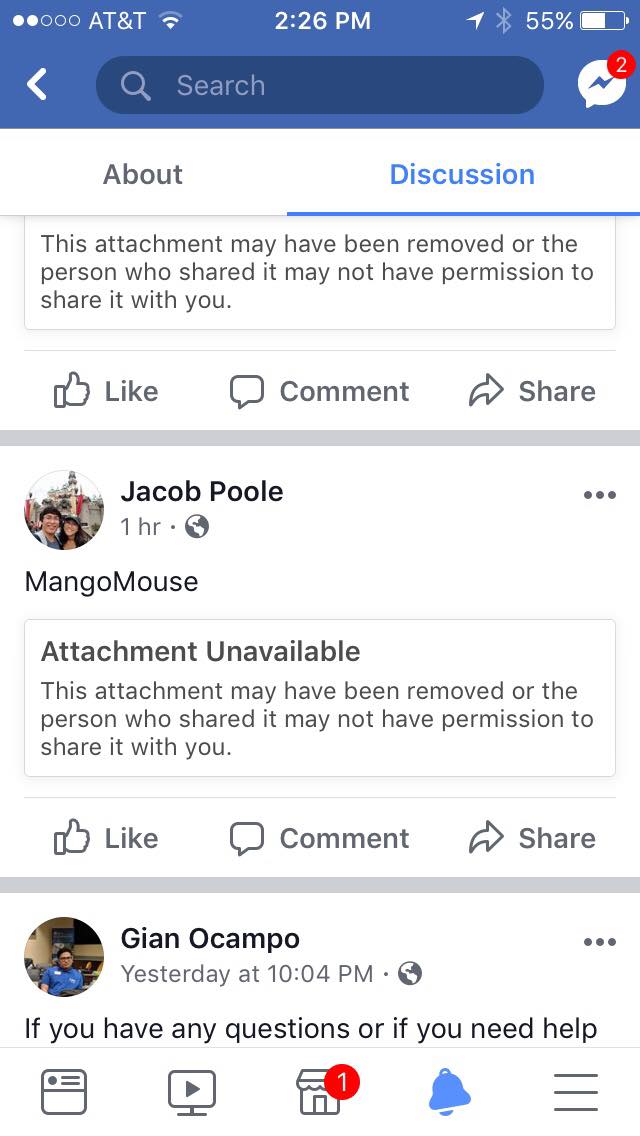 AT&T 2:26 PM 55%
Search 2
About Discussion
This attachment may have been removed or the
person who shared it may not have permission to
share it with you.
Like Comment Share
Jacob Poole
1 hr ·
MangoMouse
Attachment Unavailable
This attachment may have been removed or the
person who shared it may not have permission to
share it with you.
Like Comment Share
Gian Ocampo
Yesterday at 10:04 PM ·
If you have any questions or if you need help
1